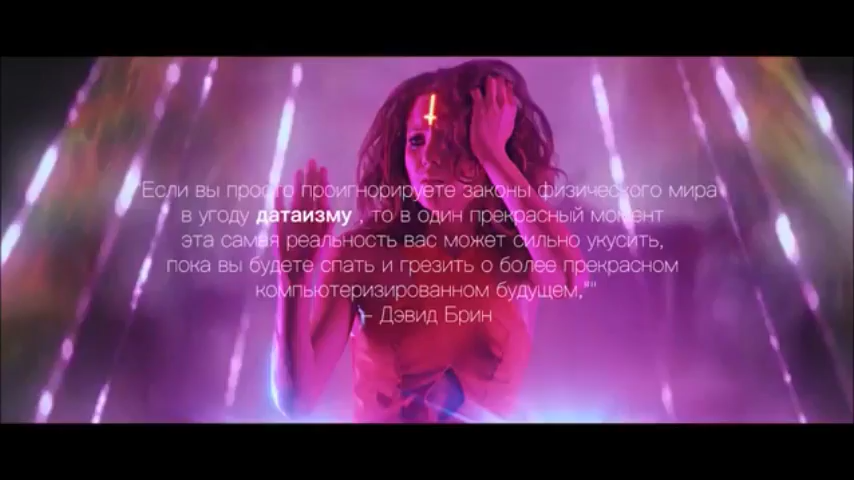 "Если вы просто проигнорируете законы физического мира
в угоду датаизму , то в один прекрасный момент
эта самая реальность вас может сильно укусить,
пока вы будете спать и грезить о более прекрасном
компьютеризированном будущем,""
– Дэвид Брин